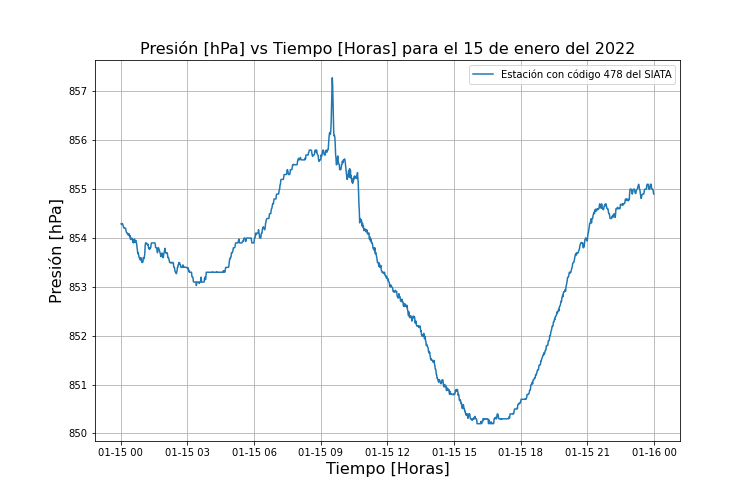 Presión [hPa] vs Tiempo [Horas] para el 15 de enero del 2022
Estación con código 478 del SIATA
Presión [hPa]
857
856
855
854
853
852
851
850
01-15 00 01-15 03 01-15 06 01-15 09 01-15 12 01-15 15 01-15 18 01-15 21 01-16 00
Tiempo [Horas]